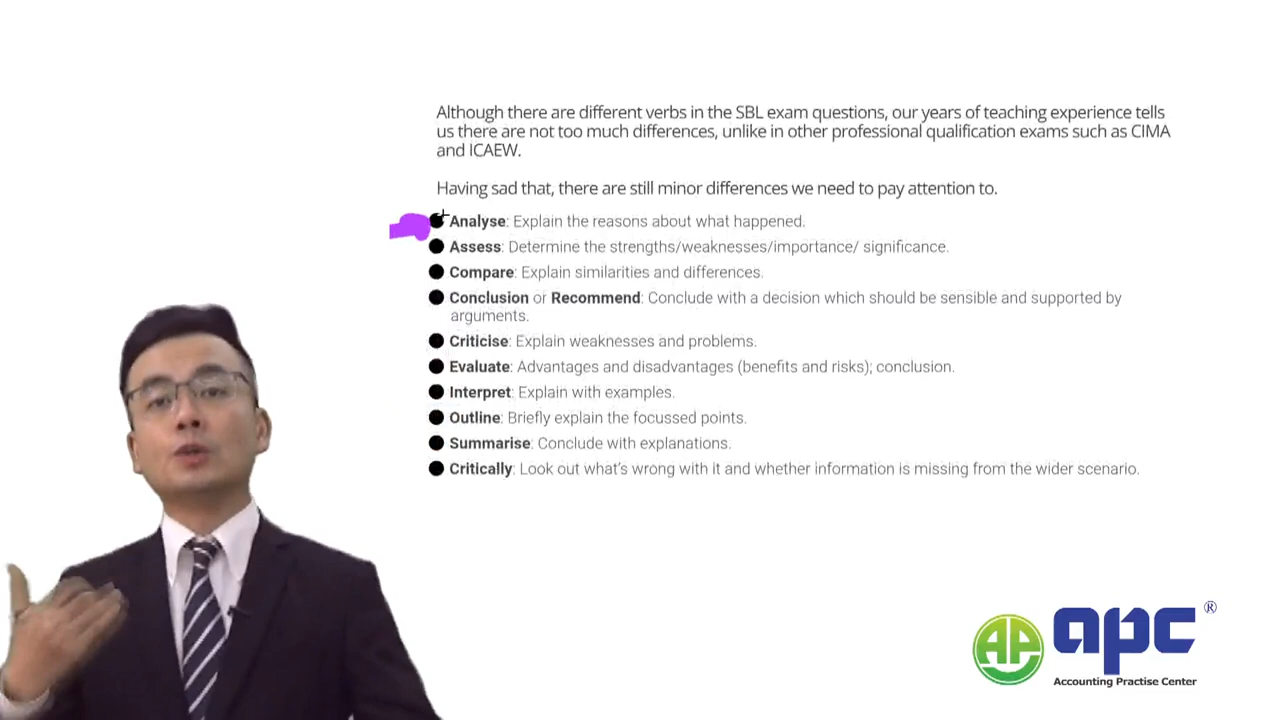 Although there are different verbs in the SBL exam questions, our years of teaching experience tells
us there are not too much differences, unlike in other professional qualification exams such as CIMA
and ICAEW.
Having sad that, there are still minor differences we need to pay attention to.
Analyse: Explain the reasons about what happened.
Assess: Determine the strengths/weaknesses/importance/ significance.
Compare: Explain similarities and differences.
Conclusion or Recommend: Conclude with a decision which should be sensible and supported by
arguments.
Criticise: Explain weaknesses and problems.
Evaluate: Advantages and disadvantages (benefits and risks); conclusion.
Interpret: Explain with examples.
Outline: Briefly explain the focussed points.
Summarise: Conclude with explanations.
Critically: Look out what's wrong with it and whether information is missing from the wider scenario.
AP apc ®
Accounting Practise Center